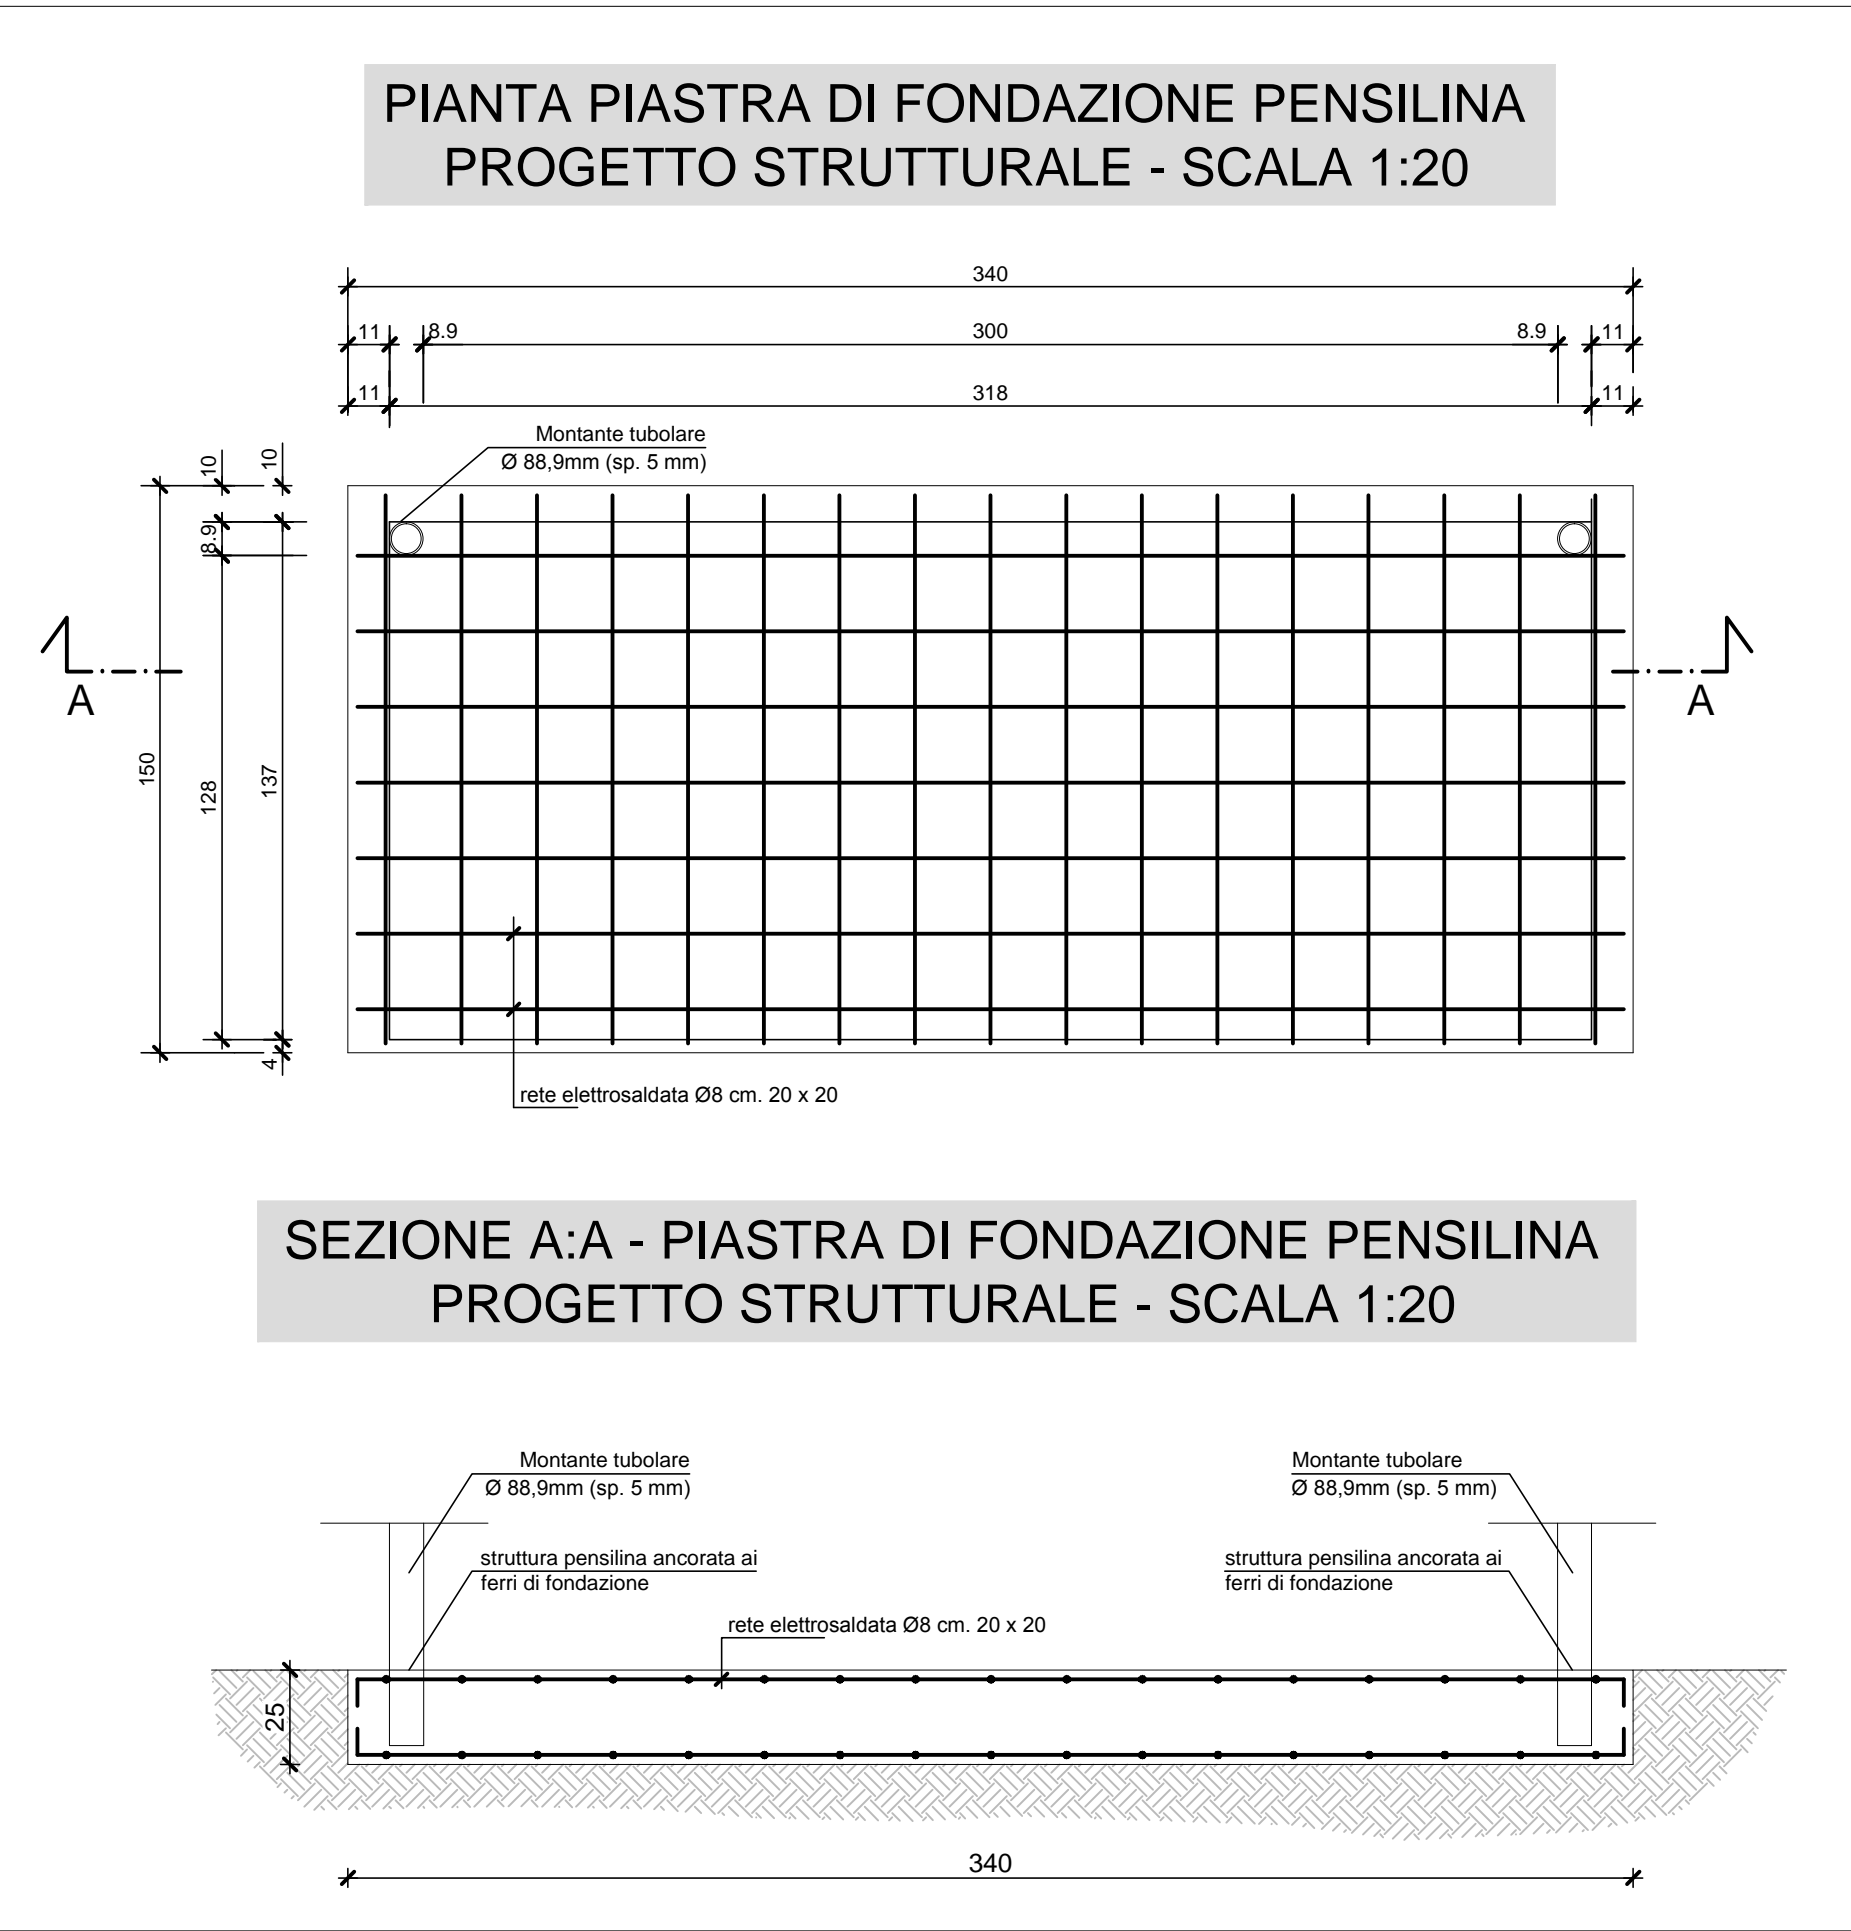 PIANTA PIASTRA DI FONDAZIONE PENSILINA
PROGETTO STRUTTURALE - SCALA 1:20
340
11
8.9
300
8.9
11
11
318
11
Montante tubolare
Ø 88,9mm (sp. 5 mm)
10
10
8.9
A
A
150
128
137
4
rete elettrosaldata Ø8 cm. 20 x 20
SEZIONE A:A - PIASTRA DI FONDAZIONE PENSILINA
PROGETTO STRUTTURALE - SCALA 1:20
Montante tubolare
Ø 88,9mm (sp. 5 mm)
Montante tubolare
Ø 88,9mm (sp. 5 mm)
struttura pensilina ancorata ai
ferri di fondazione
struttura pensilina ancorata ai
ferri di fondazione
rete elettrosaldata Ø8 cm. 20 x 20
25
340